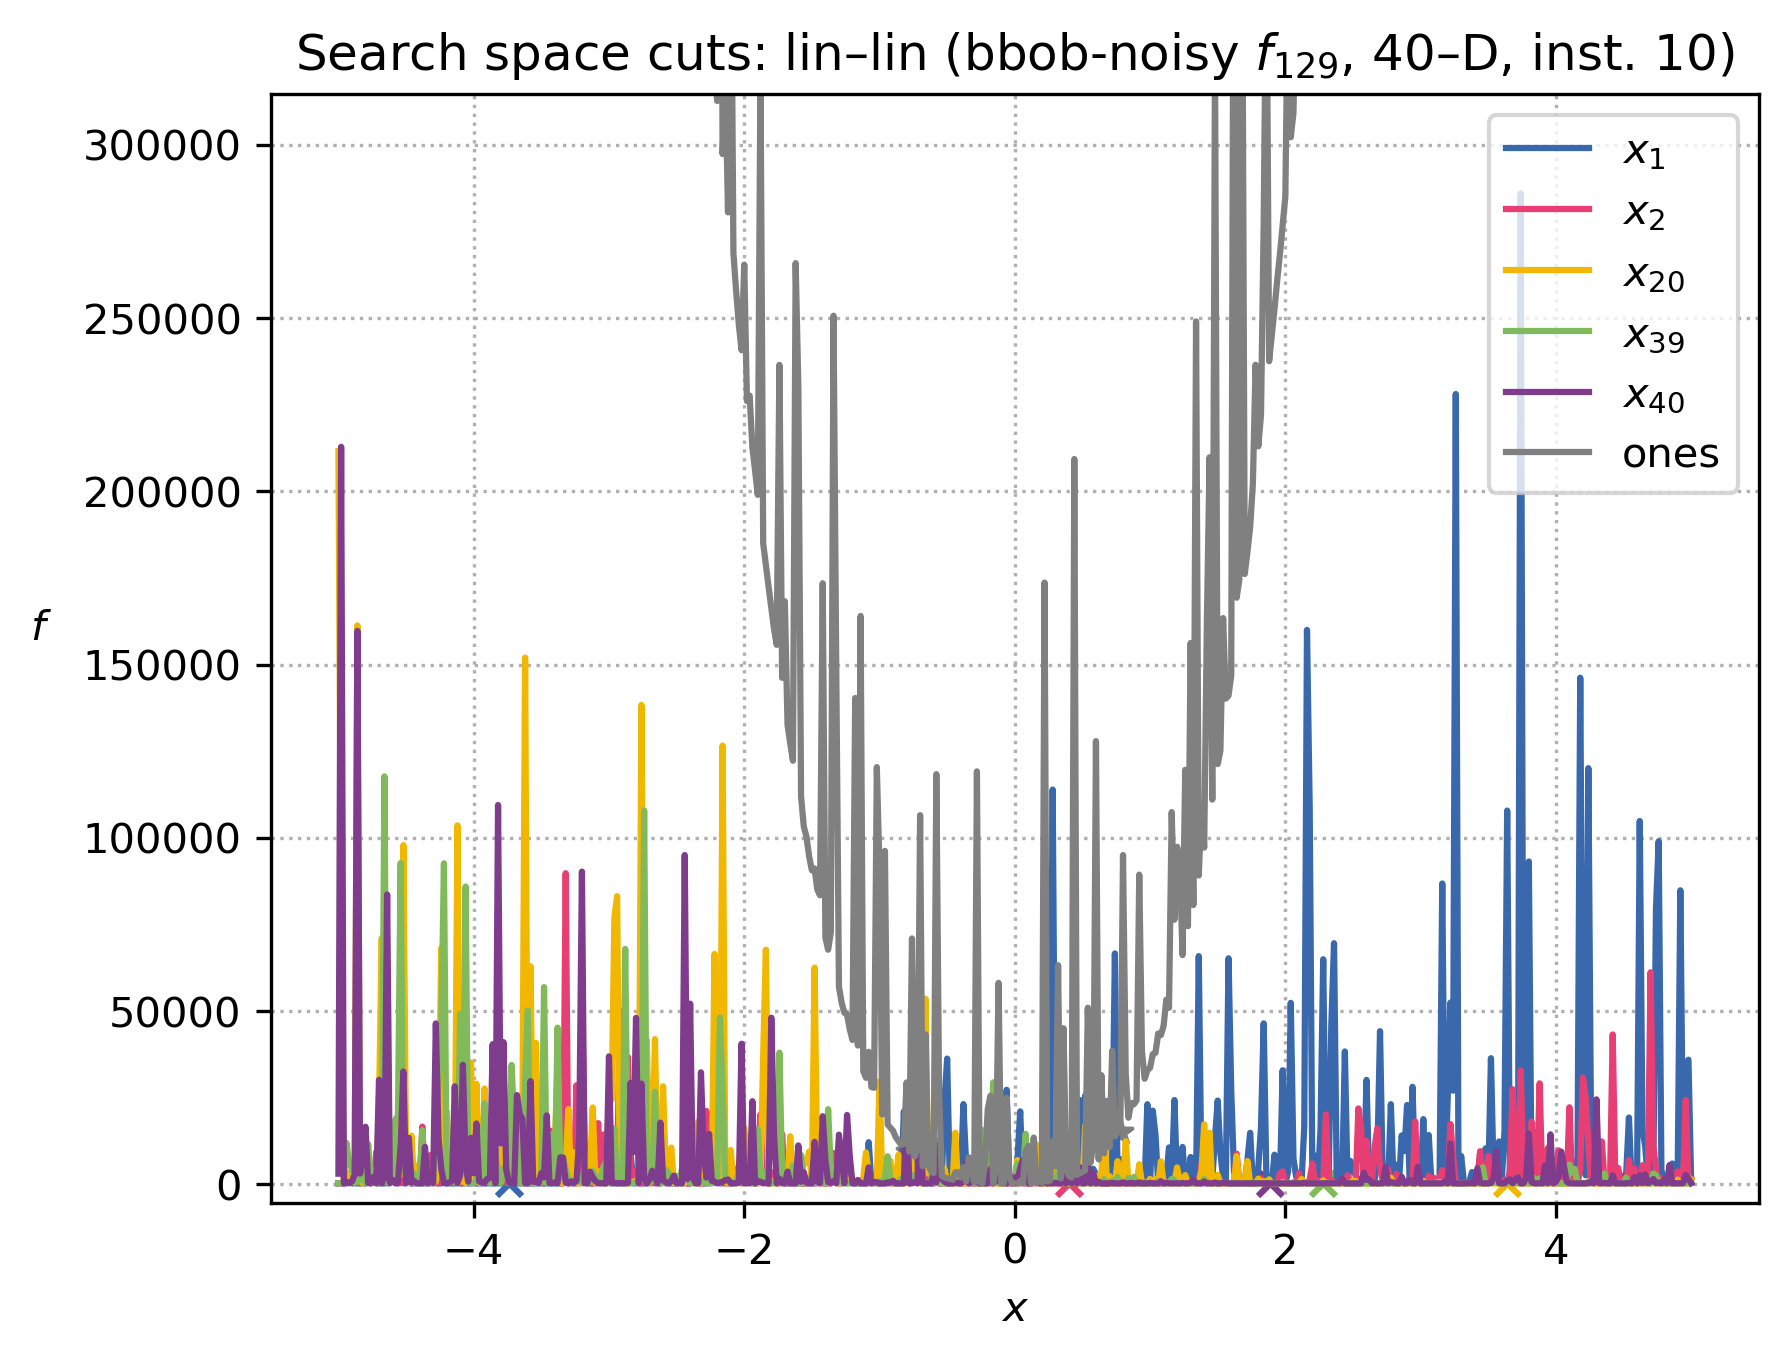 Search space cuts: lin–lin (bbob-noisy f129, 40–D, inst. 10)
300000
250000
200000
150000
100000
50000
0
f
−4
−2
0
2
4
x
x1
x2
x20
x39
x40
ones